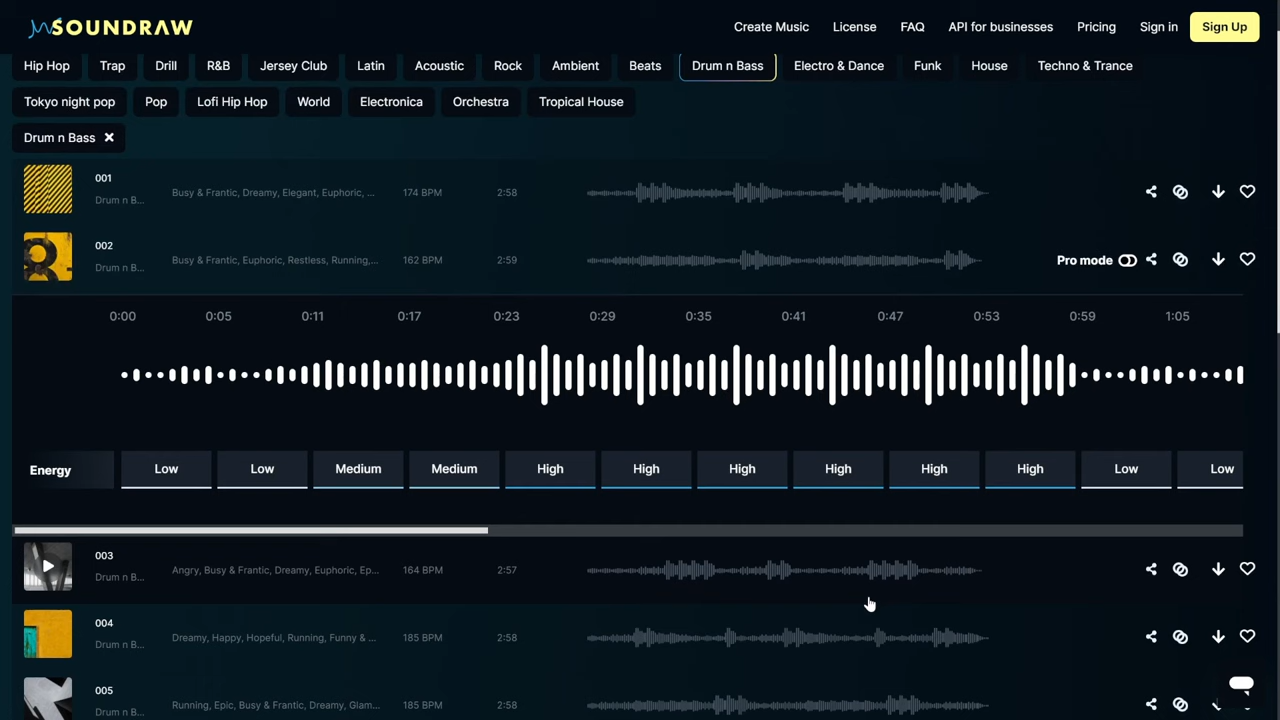 SOUNDRAW
Create Music License FAQ API for businesses Pricing Sign in Sign Up
Hip Hop Trap Drill R&B Jersey Club Latin Acoustic Rock Ambient Beats Drum n Bass Electro & Dance Funk House Techno & Trance
Tokyo night pop Pop Lofi Hip Hop World Electronica Orchestra Tropical House
Drum n Bass
001
Drum n B... Busy & Frantic, Dreamy, Elegant, Euphoric, ... 174 BPM 2:58
002
Drum n B... Busy & Frantic, Euphoric, Restless, Running,... 162 BPM 2:59 Pro mode
0:00 0:05 0:11 0:17 0:23 0:29 0:35 0:41 0:47 0:53 0:59 1:05
Energy Low Low Medium Medium High High High High High High Low Low
003
Drum n B... Angry, Busy & Frantic, Dreamy, Euphoric, Ep... 164 BPM 2:57
004
Drum n B... Dreamy, Happy, Hopeful, Running, Funny & ... 185 BPM 2:58
005
Drum n B... Running, Epic, Busy & Frantic, Dreamy, Glam... 185 BPM 2:58